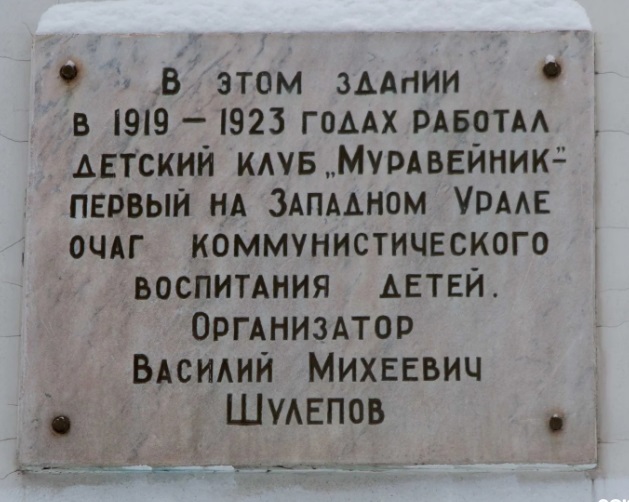 В ЭТОМ ЗДАНИИ
В 1919 – 1923 ГОДАХ РАБОТАЛ
ДЕТСКИЙ КЛУБ „МУРАВЕЙНИК“-
ПЕРВЫЙ НА ЗАПАДНОМ УРАЛЕ
ОЧАГ КОММУНИСТИЧЕСКОГО
ВОСПИТАНИЯ ДЕТЕЙ.
ОРГАНИЗАТОР
ВАСИЛИЙ МИХЕЕВИЧ
ШУЛЕПОВ